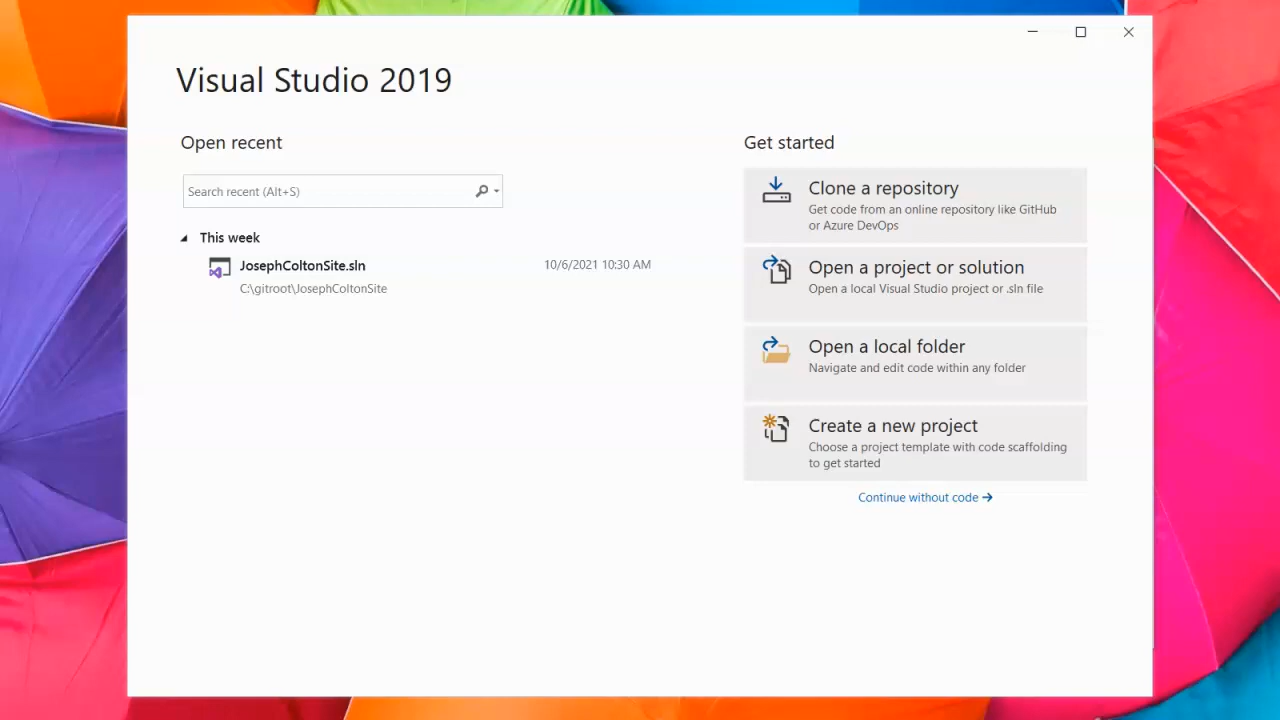 Visual Studio 2019
Open recent
Search recent (Alt+S)
This week
JosephColtonSite.sln
10/6/2021 10:30 AM
C:\gitroot\JosephColtonSite
Get started
Clone a repository
Get code from an online repository like GitHub
or Azure DevOps
Open a project or solution
Open a local Visual Studio project or .sln file
Open a local folder
Navigate and edit code within any folder
Create a new project
Choose a project template with code scaffolding
to get started
Continue without code →